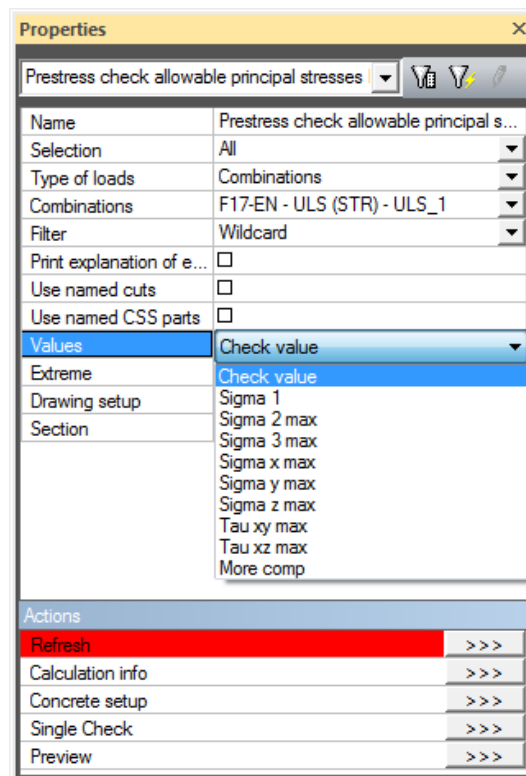 Properties
Prestress check allowable principal stresses
Name Prestress check allowable principal s...
Selection All
Type of loads Combinations
Combinations F17-EN - ULS (STR) - ULS_1
Filter Wildcard
Print explanation of e...
Use named cuts
Use named CSS parts
Values Check value
Extreme
Drawing setup
Section
Check value
Sigma 1
Sigma 2 max
Sigma 3 max
Sigma x max
Sigma y max
Sigma z max
Tau xy max
Tau xz max
More comp
Actions
Refresh >>>
Calculation info >>>
Concrete setup >>>
Single Check >>>
Preview >>>